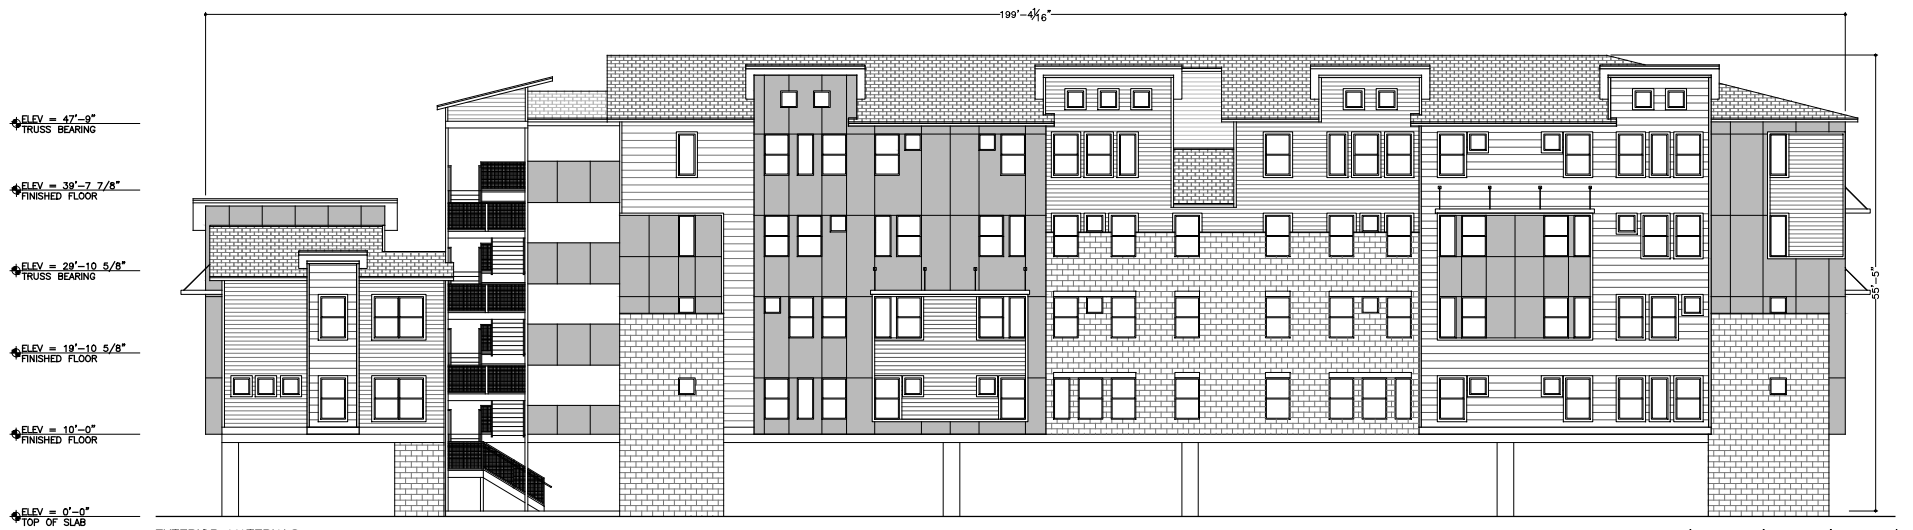 199'-4 1/16"
ELEV = 47'-9"
TRUSS BEARING
ELEV = 39'-7 7/8"
FINISHED FLOOR
ELEV = 29'-10 5/8"
TRUSS BEARING
55'-5"
ELEV = 19'-10 5/8"
FINISHED FLOOR
ELEV = 10'-0"
FINISHED FLOOR
ELEV = 0'-0"
TOP OF SLAB